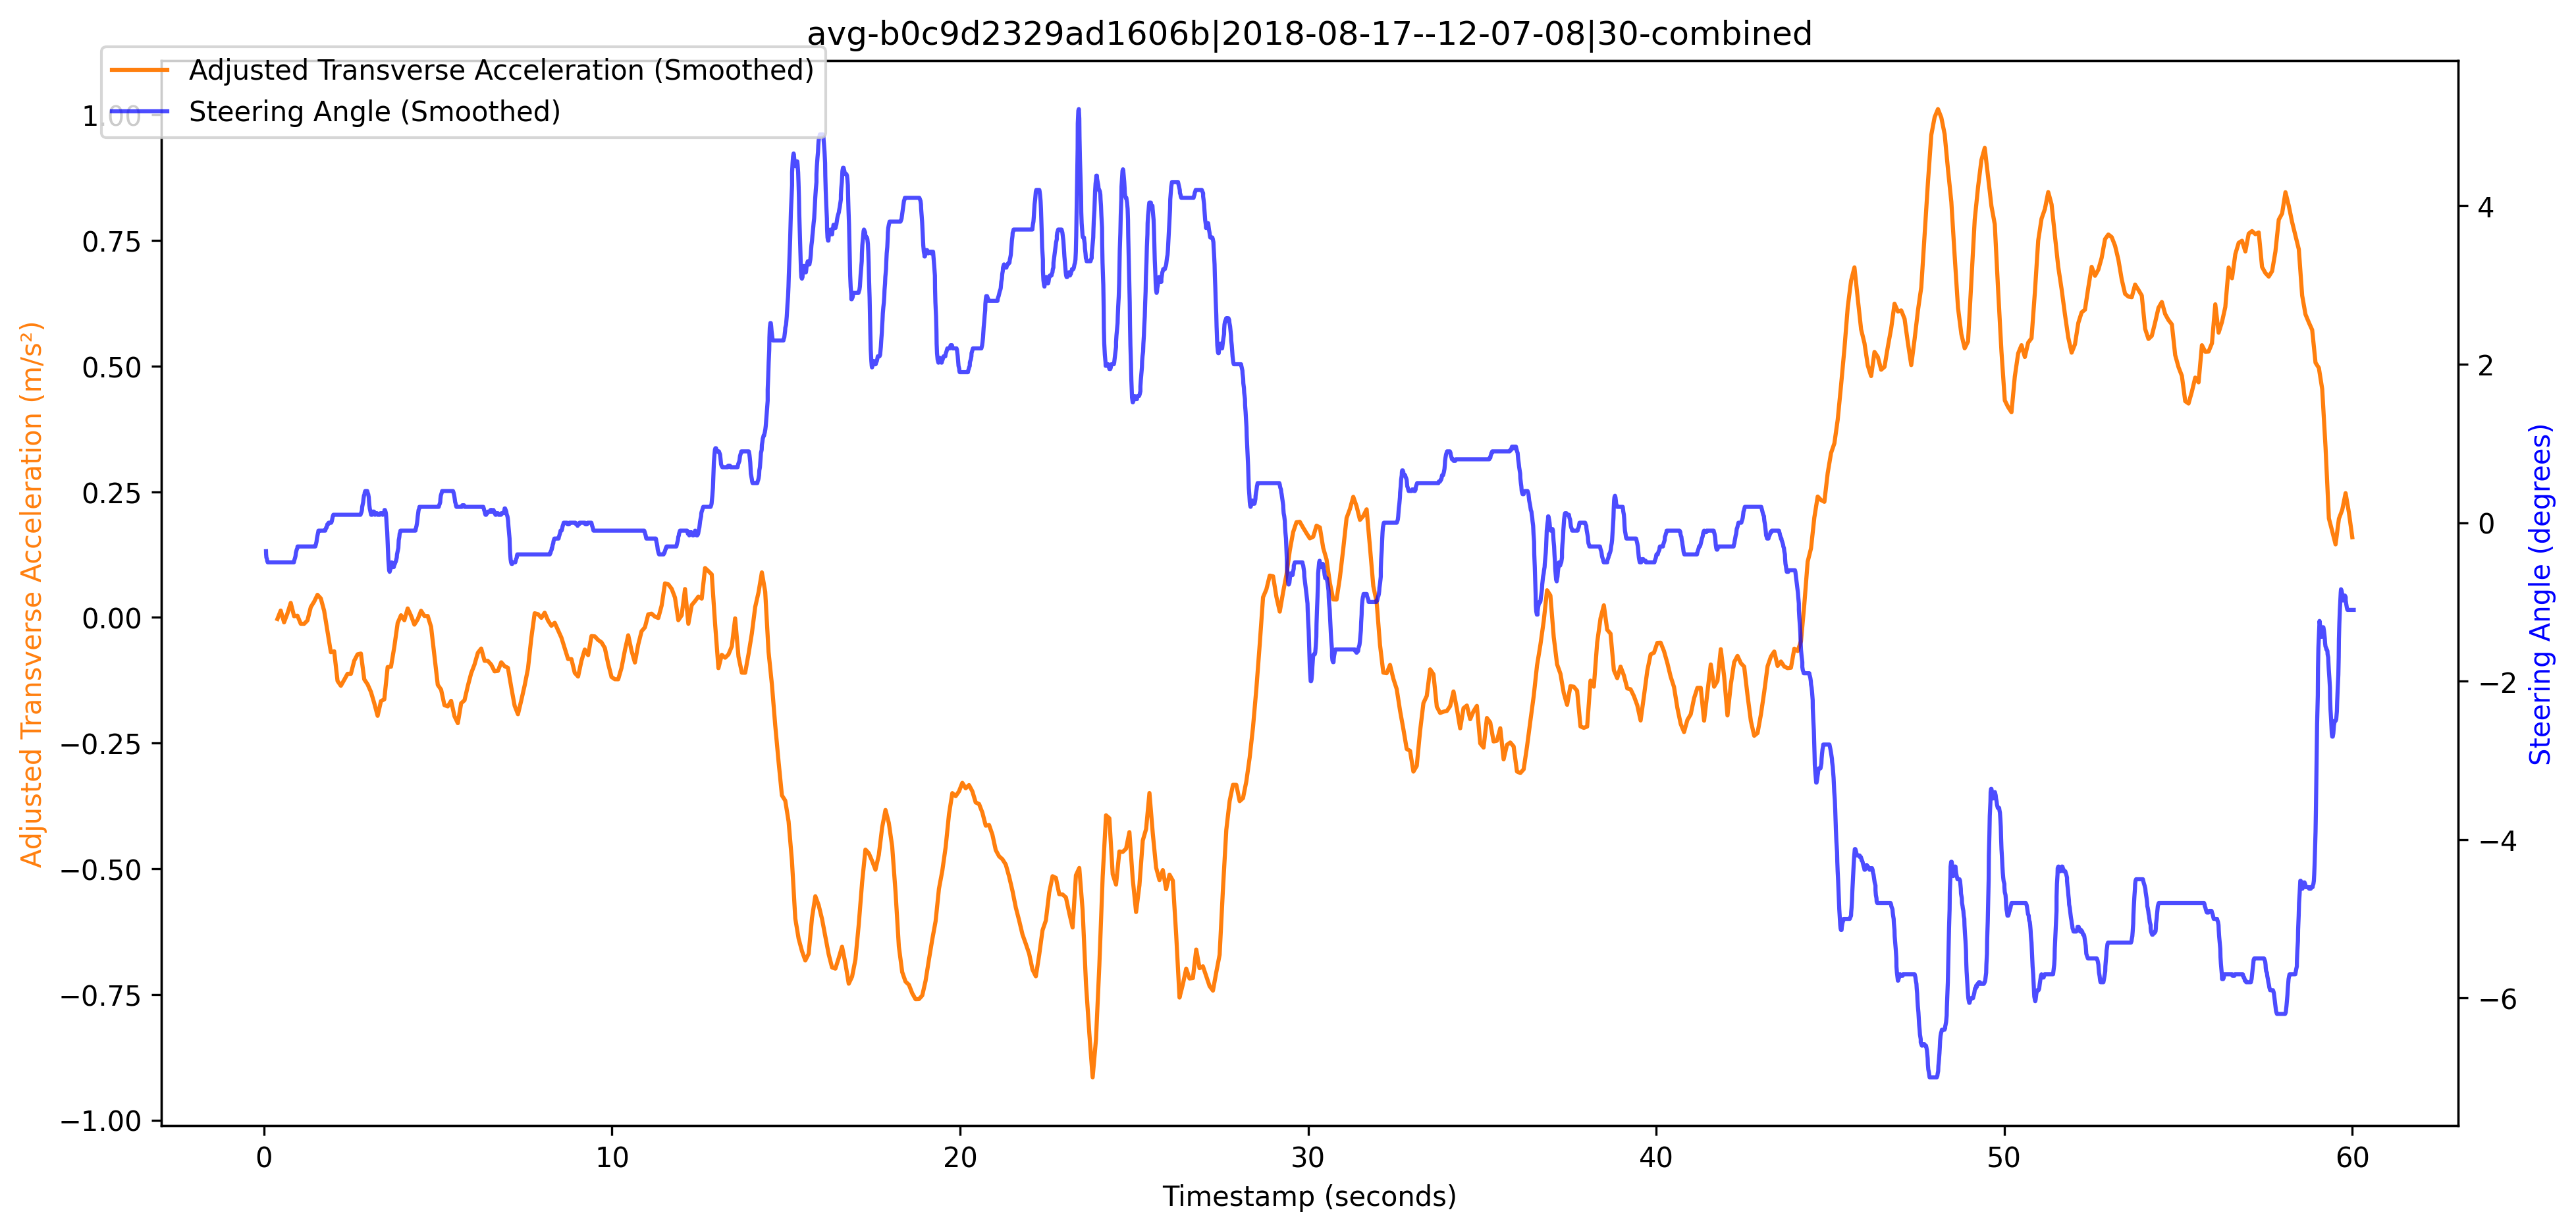 avg-b0c9d2329ad1606b|2018-08-17--12-07-08|30-combined
Adjusted Transverse Acceleration (Smoothed)
Steering Angle (Smoothed)
1.00
0.75
0.50
0.25
0.00
−0.25
−0.50
−0.75
−1.00
Adjusted Transverse Acceleration (m/s²)
4
2
0
−2
−4
−6
Steering Angle (degrees)
0 10 20 30 40 50 60
Timestamp (seconds)